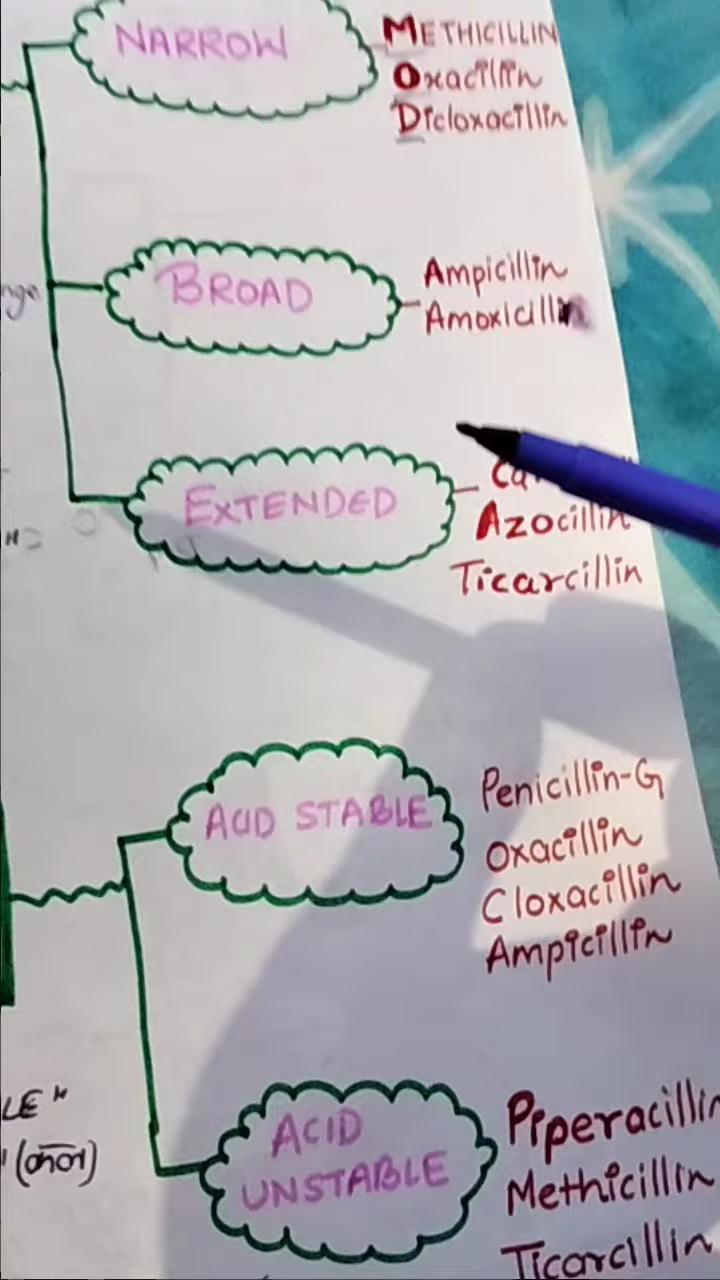 NARROW
METHICILLIN
Oxacillin
Dicloxacillin
BROAD
Ampicillin
Amoxicillin
EXTENDED
Azocillin
Ticarcillin
ACID STABLE
Penicillin-G
Oxacillin
Cloxacillin
Ampicillin
ACID
UNSTABLE
Piperacillin
Methicillin
Ticarcillin